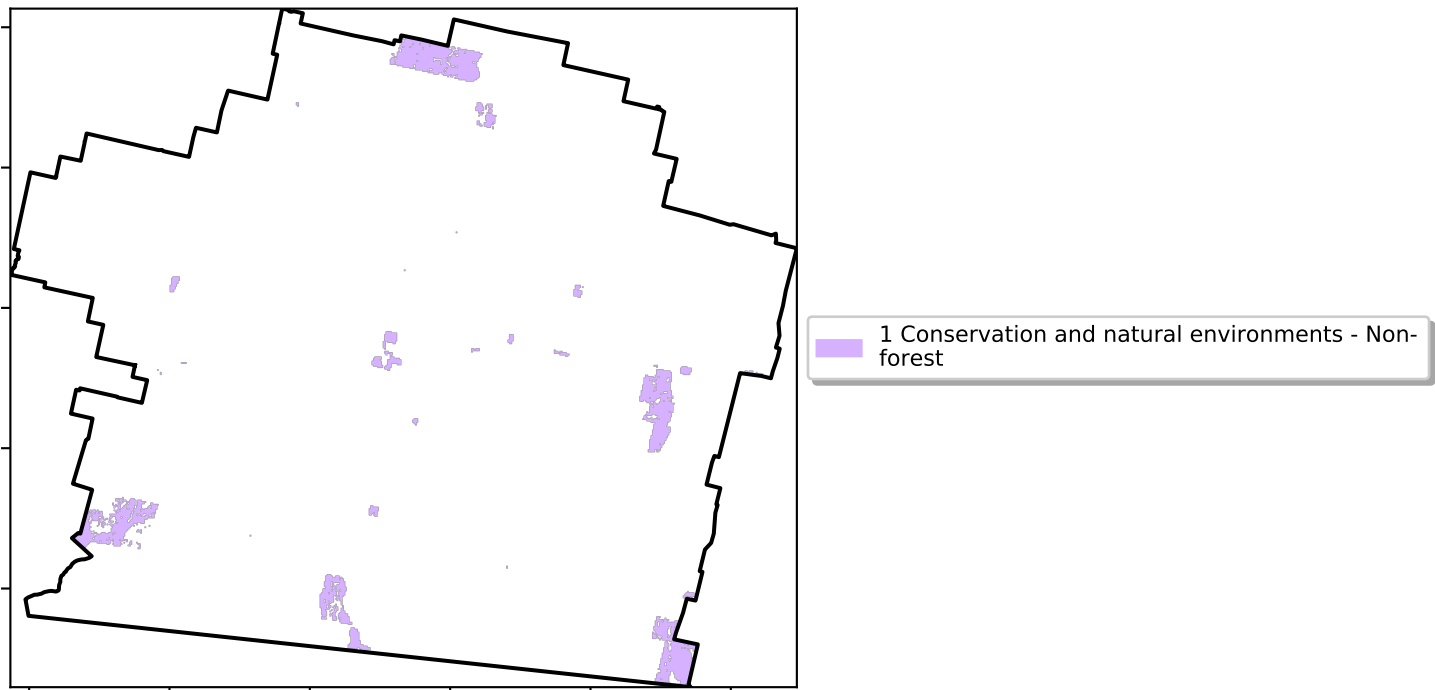 1 Conservation and natural environments - Non-
forest